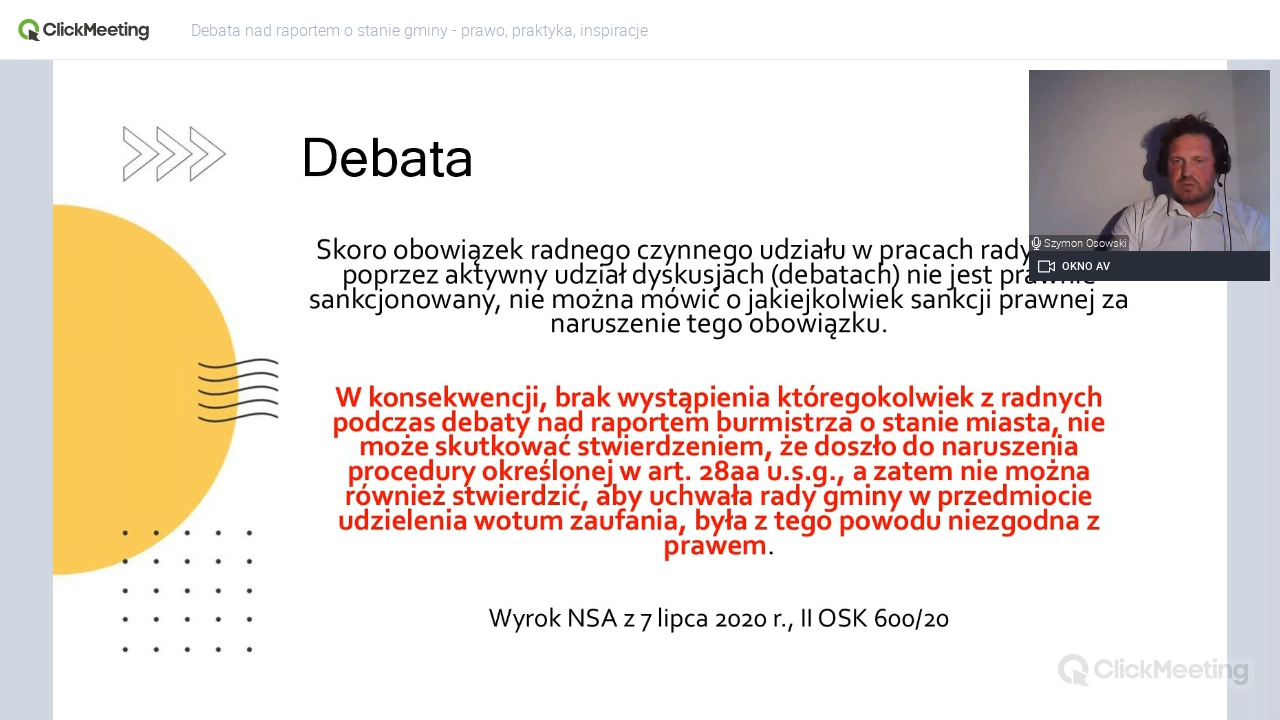 ClickMeeting
Debata nad raportem o stanie gminy - prawo, praktyka, inspiracje
Debata
Skoro obowiązek radnego czynnego udziału w pracach rady
poprzez aktywny udział dyskusjach (debatach) nie jest prawnie
sankcjonowany, nie można mówić o jakiejkolwiek sankcji prawnej za
naruszenie tego obowiązku.
W konsekwencji, brak wystąpienia któregokolwiek z radnych
podczas debaty nad raportem burmistrza o stanie miasta, nie
może skutkować stwierdzeniem, że doszło do naruszenia
procedury określonej w art. 28aa u.s.g., a zatem nie można
również stwierdzić, aby uchwała rady gminy w przedmiocie
udzielenia wotum zaufania, była z tego powodu niezgodna z
prawem.
Wyrok NSA z 7 lipca 2020 r., II OSK 600/20
Szymon Osowski
OKNO AV
ClickMeeting